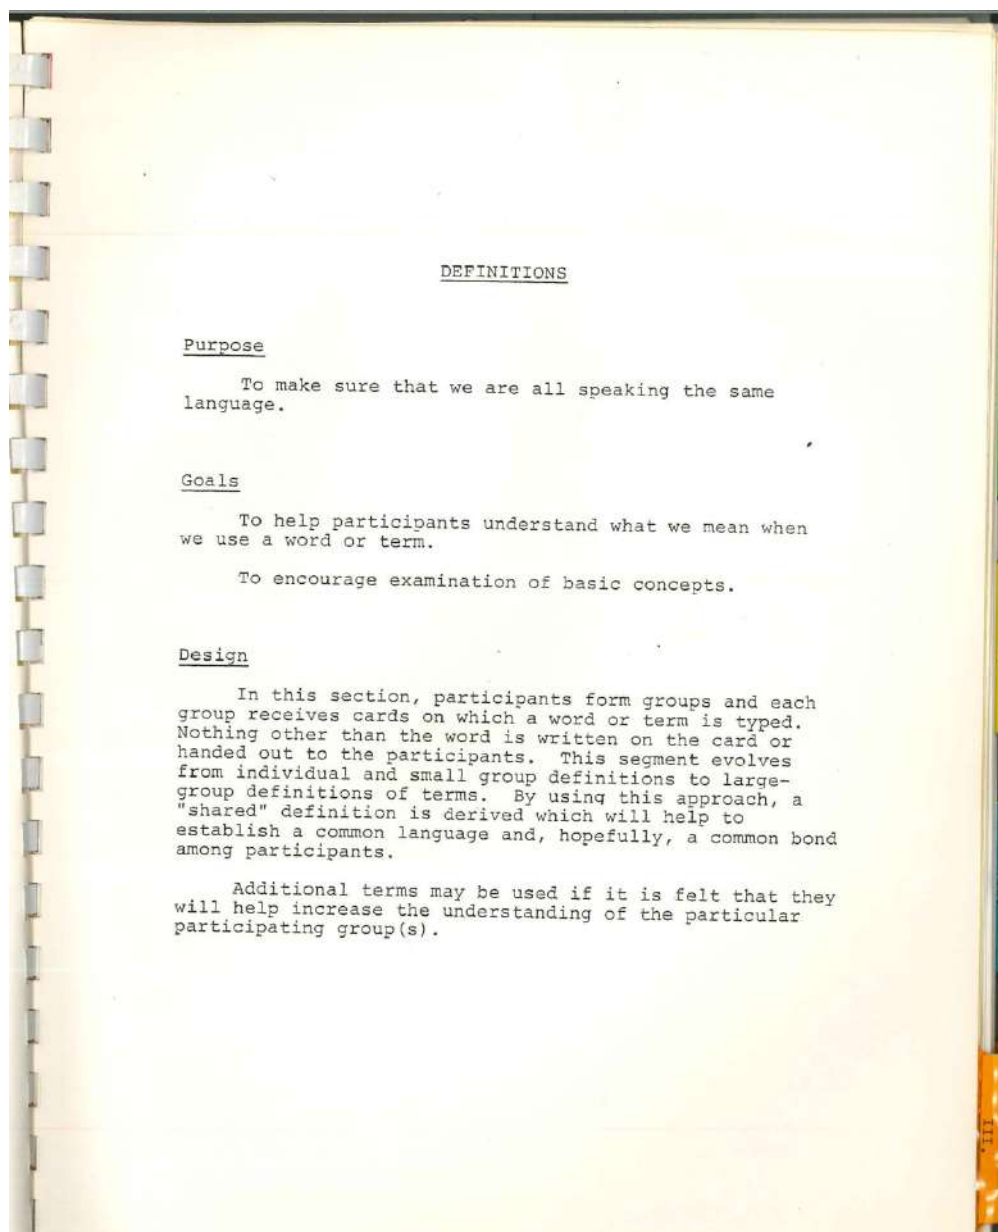 DEFINITIONS
Purpose
To make sure that we are all speaking the same
language.
Goals
To help participants understand what we mean when
we use a word or term.
To encourage examination of basic concepts.
Design
In this section, participants form groups and each
group receives cards on which a word or term is typed.
Nothing other than the word is written on the card or
handed out to the participants. This segment evolves
from individual and small group definitions to large-
group definitions of terms. By using this approach, a
"shared" definition is derived which will help to
establish a common language and, hopefully, a common bond
among participants.
Additional terms may be used if it is felt that they
will help increase the understanding of the particular
participating group(s).
III.